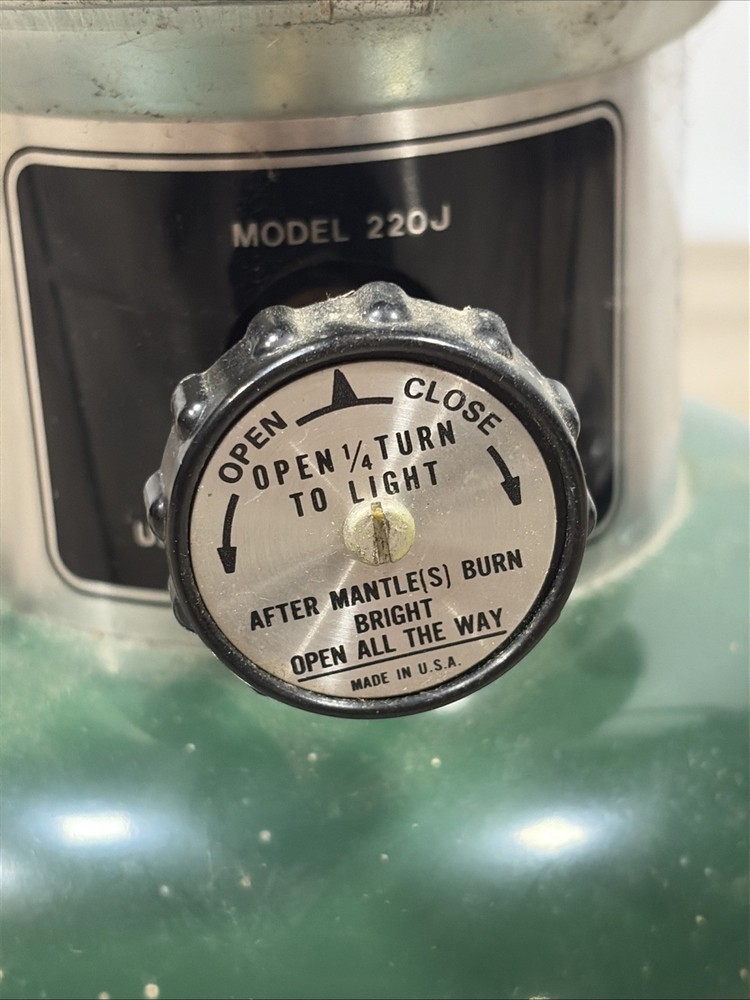 MODEL 220J
OPEN CLOSE
OPEN 1/4 TURN
TO LIGHT
AFTER MANTLE(S) BURN
BRIGHT
OPEN ALL THE WAY
MADE IN U.S.A.